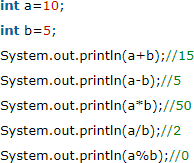 int a=10;
int b=5;
System.out.println(a+b);//15
System.out.println(a-b);//5
System.out.println(a*b);//50
System.out.println(a/b);//2
System.out.println(a%b);//0